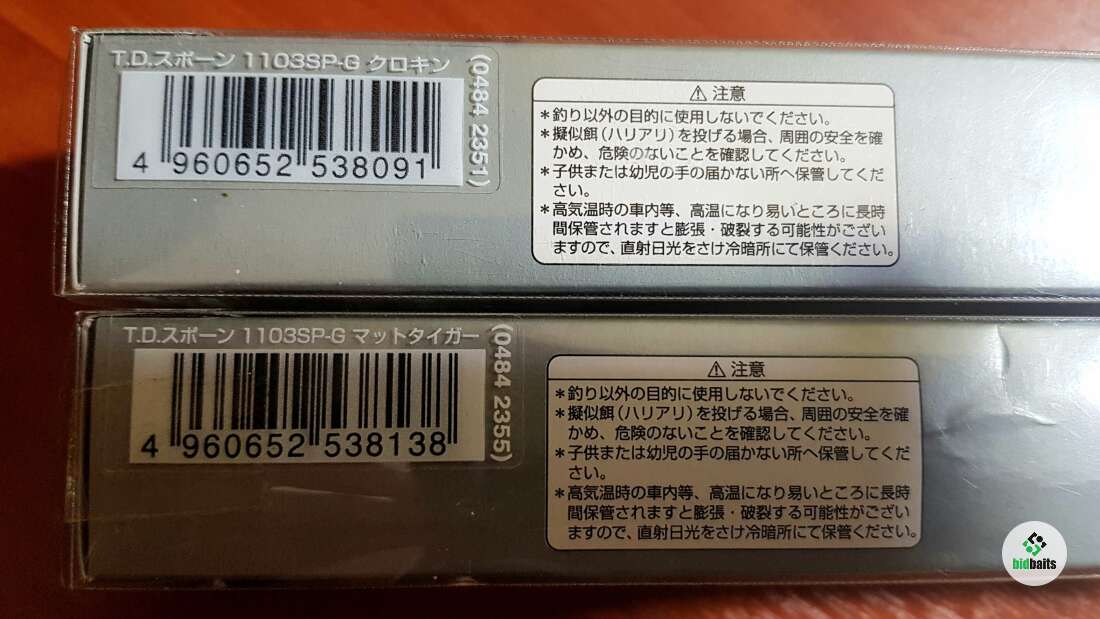 T.D.スポーン 1103SP-G クロキン
(0484 2351)
4 960652 538091
⚠ 注意
*釣り以外の目的に使用しないでください。
*擬似餌(ハリアリ)を投げる場合、周囲の安全を確
かめ、危険のないことを確認してください。
*子供または幼児の手の届かない所へ保管してくだ
さい。
*高気温時の車内等、高温になり易いところに長時
間保管されますと膨張・破裂する可能性がござい
ますので、直射日光をさけ冷暗所にて保管ください。
T.D.スポーン 1103SP-G マットタイガー
(0484 2355)
4 960652 538138
⚠ 注意
*釣り以外の目的に使用しないでください。
*擬似餌(ハリアリ)を投げる場合、周囲の安全を確
かめ、危険のないことを確認してください。
*子供または幼児の手の届かない所へ保管してくだ
さい。
*高気温時の車内等、高温になり易いところに長時
間保管されますと膨張・破裂する可能性がござい
ますので、直射日光をさけ冷暗所にて保管ください。
bidbaits